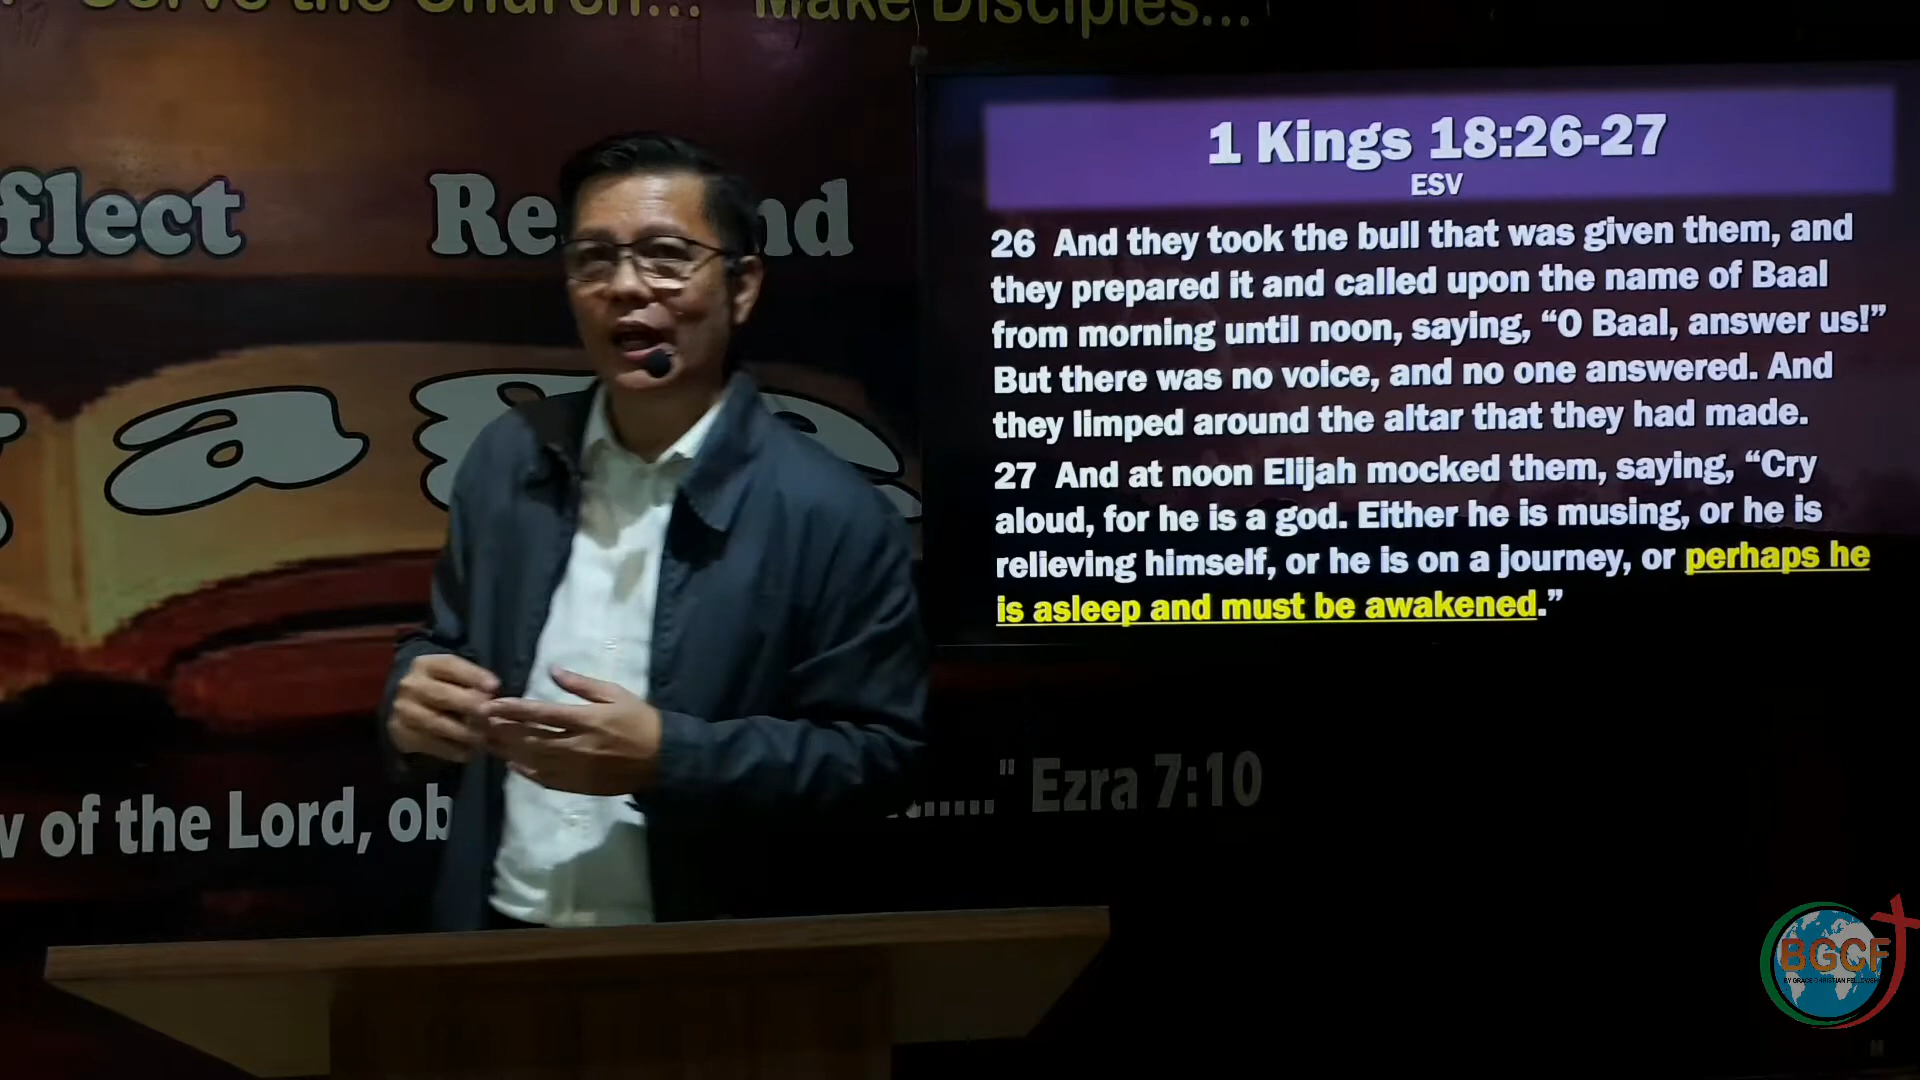 Serve the Church... "Make Disciples...
1 Kings 18:26-27
ESV
flect Re nd
26 And they took the bull that was given them, and
they prepared it and called upon the name of Baal
from morning until noon, saying, “O Baal, answer us!”
But there was no voice, and no one answered. And
they limped around the altar that they had made.
27 And at noon Elijah mocked them, saying, “Cry
aloud, for he is a god. Either he is musing, or he is
relieving himself, or he is on a journey, or perhaps he
is asleep and must be awakened.”
of the Lord, ob ......" Ezra 7:10
BGCF
BY GRACE CHRISTIAN FELLOWSHIP